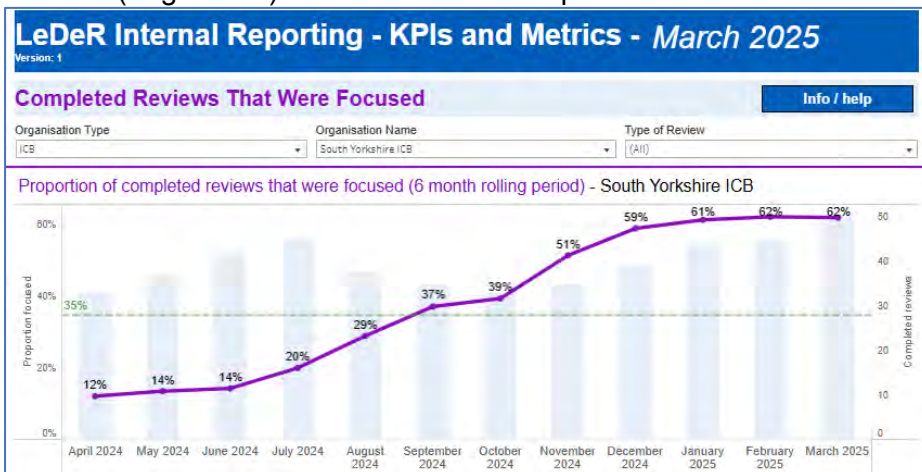 LeDeR Internal Reporting - KPIs and Metrics - March 2025
Version: 1
Completed Reviews That Were Focused
Info / help
Organisation Type
Organisation Name
Type of Review
ICB
South Yorkshire ICB
(All)
Proportion of completed reviews that were focused (6 month rolling period) - South Yorkshire ICB
60%
40%
20%
0%
Proportion focused
35%
12%
14%
14%
20%
29%
37%
39%
51%
59%
61%
62%
62%
50
40
30
20
10
0
Completed reviews
April 2024
May 2024
June 2024
July 2024
August 2024
September 2024
October 2024
November 2024
December 2024
January 2025
February 2025
March 2025